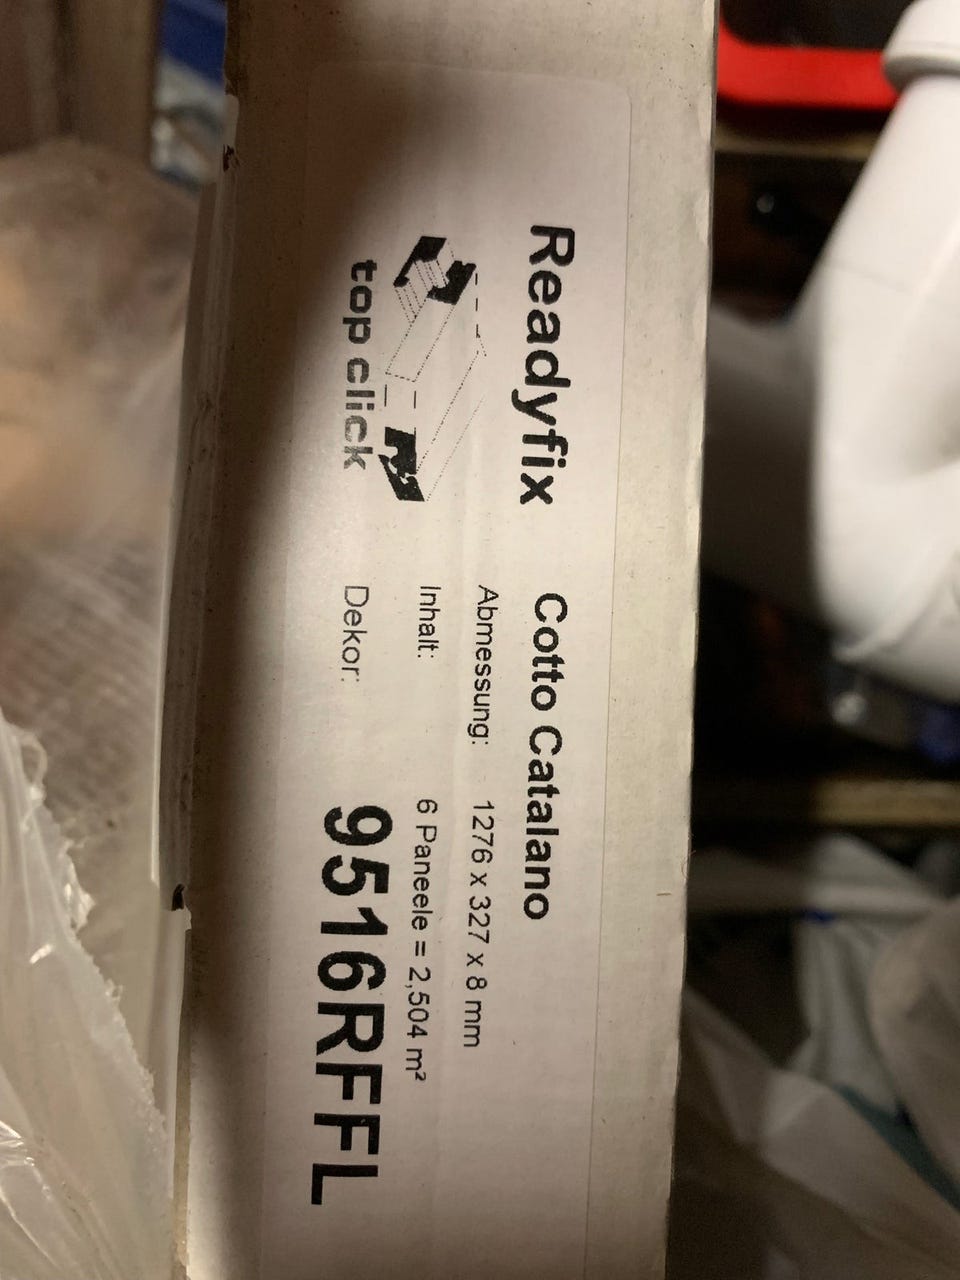 Readyfix
top click
Cotto Catalano
Abmessung: 1276 x 327 x 8 mm
Inhalt: 6 Paneele = 2,504 m²
Dekor: 9516RFFL